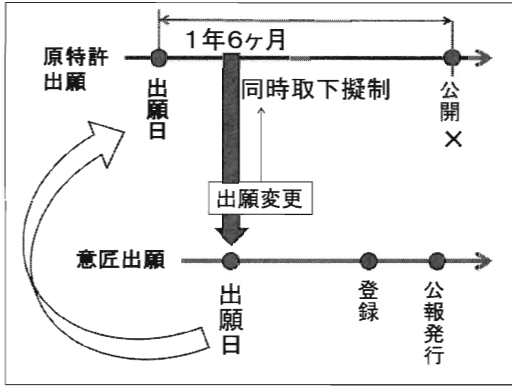 1年6ヶ月
原特許
出願
出願日
同時取下擬制
公開
×
出願変更
意匠出願
出願日
登録
公報発行